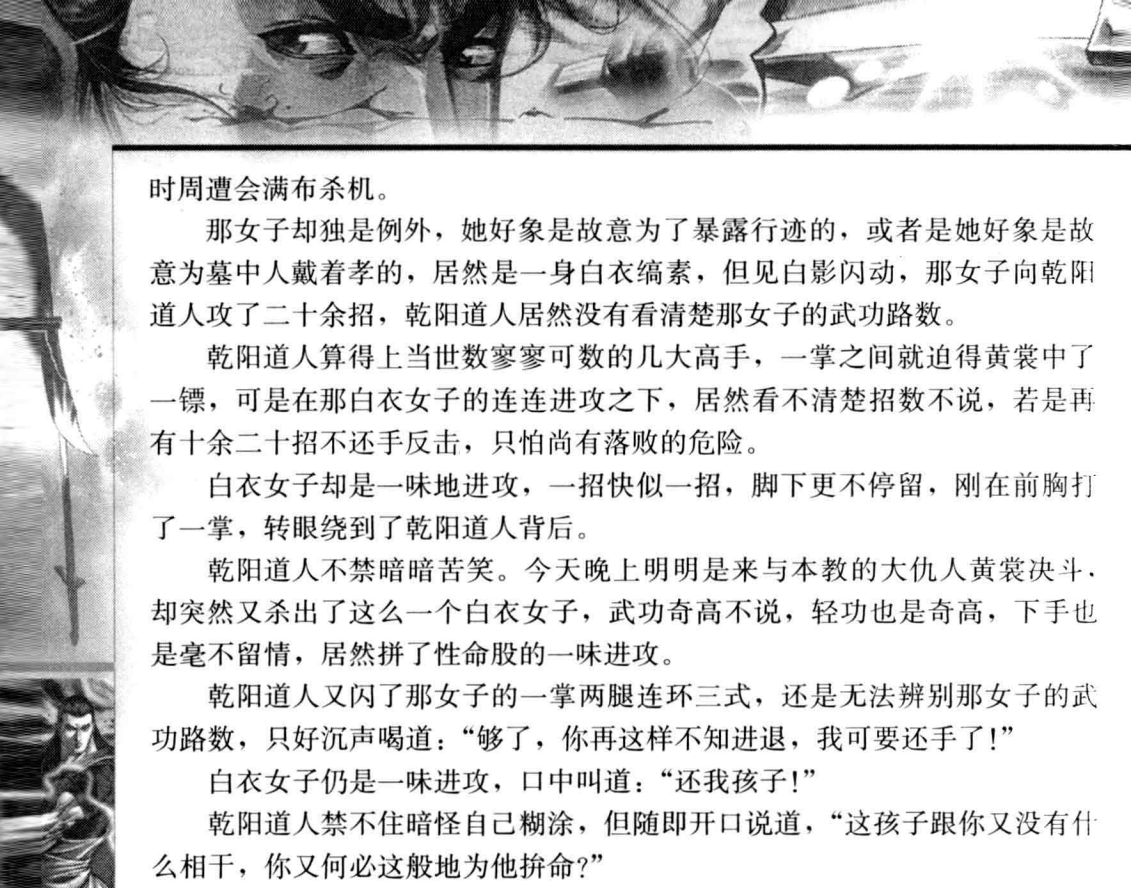 时周遭会满布杀机。
那女子却独是例外，她好象是故意为了暴露行迹的，或者是她好象是故
意为墓中人戴着孝的，居然是一身白衣缟素，但见白影闪动，那女子向乾阳
道人攻了二十余招，乾阳道人居然没有看清楚那女子的武功路数。
乾阳道人算得上当世数寥寥可数的几大高手，一掌之间就迫得黄裳中了
一镖，可是在那白衣女子的连连进攻之下，居然看不清楚招数不说，若是再
有十余二十招不还手反击，只怕尚有落败的危险。
白衣女子却是一味地进攻，一招快似一招，脚下更不停留，刚在前胸打
了一掌，转眼绕到了乾阳道人背后。
乾阳道人不禁暗暗苦笑。今天晚上明明是来与本教的大仇人黄裳决斗，
却突然又杀出了这么一个白衣女子，武功奇高不说，轻功也是奇高，下手也
是毫不留情，居然拼了性命股的一味进攻。
乾阳道人又闪了那女子的一掌两腿连环三式，还是无法辨别那女子的武
功路数，只好沉声喝道：“够了，你再这样不知进退，我可要还手了！”
白衣女子仍是一味进攻，口中叫道：“还我孩子！”
乾阳道人禁不住暗怪自己糊涂，但随即开口说道，“这孩子跟你又没有什
么相干，你又何必这般地为他拚命？”